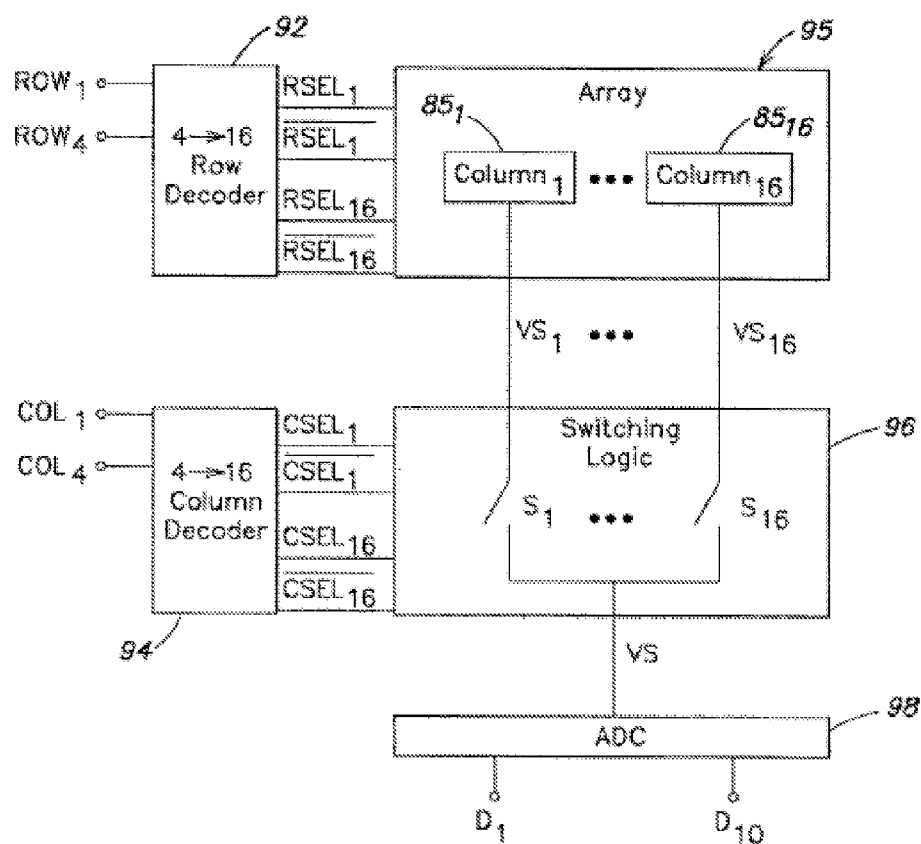 92
95
ROW1
ROW4
4→16
Row
Decoder
RSEL1
RSEL1
RSEL16
RSEL16
Array
851
8516
Column1
•••
Column16
VS1
•••
VS16
COL1
COL4
4→16
Column
Decoder
94
CSEL1
CSEL1
CSEL16
CSEL16
Switching
Logic
96
S1
•••
S16
VS
ADC
98
D1
D10